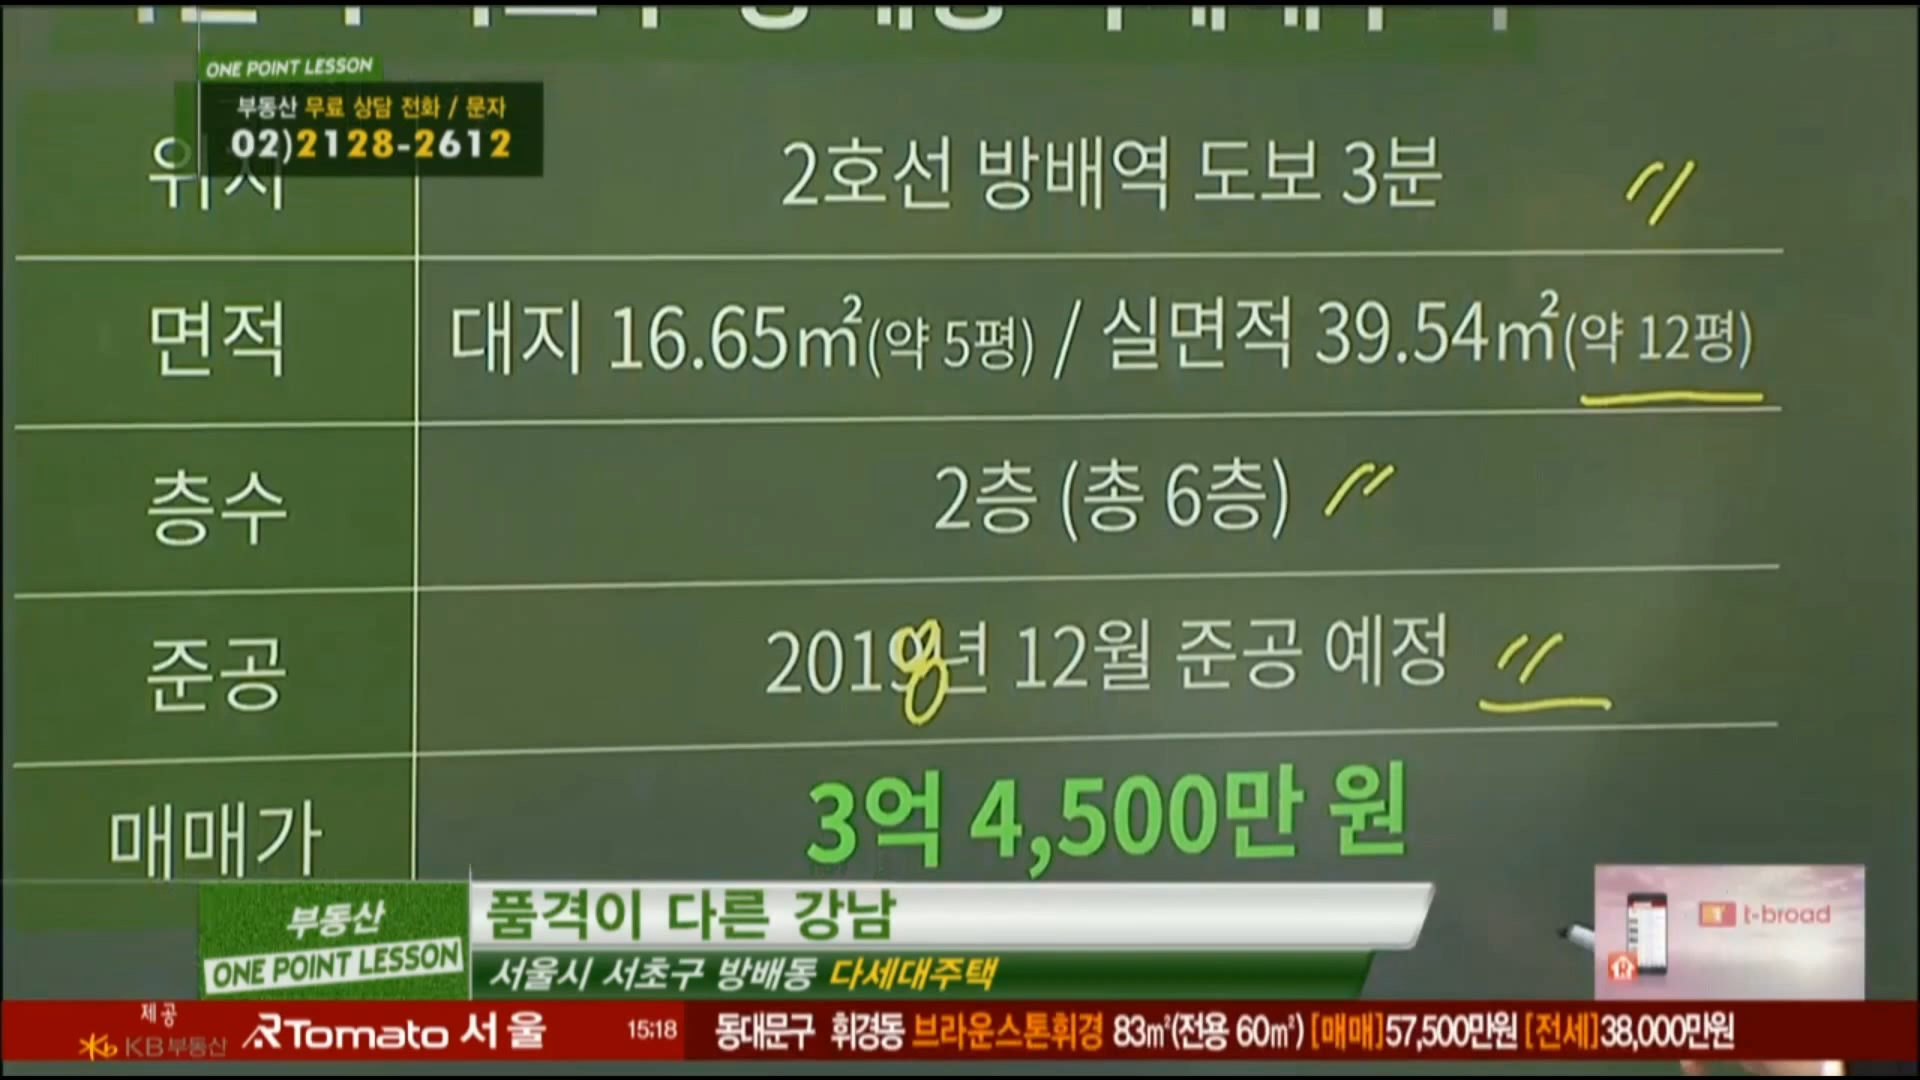 ONE POINT LESSON
부동산 무료 상담 전화 / 문자
02)2128-2612
위치 2호선 방배역 도보 3분
면적 대지 16.65㎡(약 5평) / 실면적 39.54㎡(약 12평)
층수 2층 (총 6층)
준공 2018년 12월 준공 예정
매매가 3억 4,500만 원
부동산
ONE POINT LESSON
품격이 다른 강남
서울시 서초구 방배동 다세대주택
t-broad
제공
KB부동산
RTomato 서울
15:18
동대문구 휘경동 브라운스톤휘경 83㎡(전용 60㎡) [매매]57,500만원 [전세]38,000만원